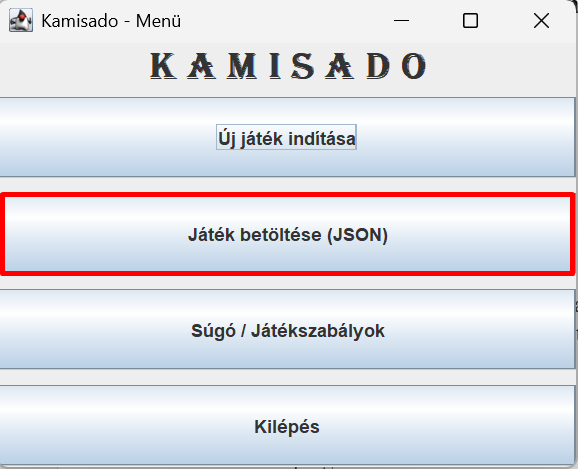 Kamisado - Menü
KAMISADO
Új játék indítása
Játék betöltése (JSON)
Súgó / Játékszabályok
Kilépés